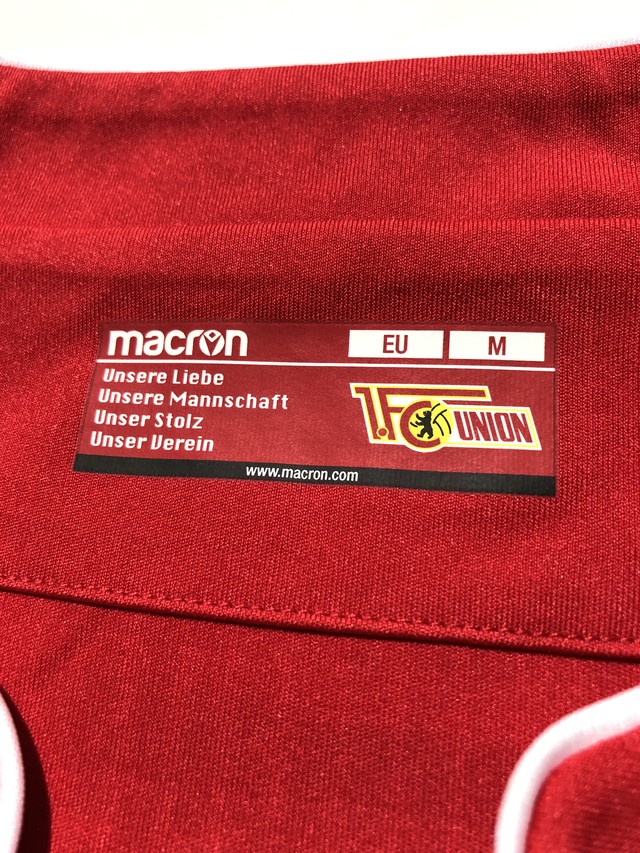 macron EU M
Unsere Liebe
Unsere Mannschaft
Unser Stolz
Unser Verein
1.FC UNION
www.macron.com